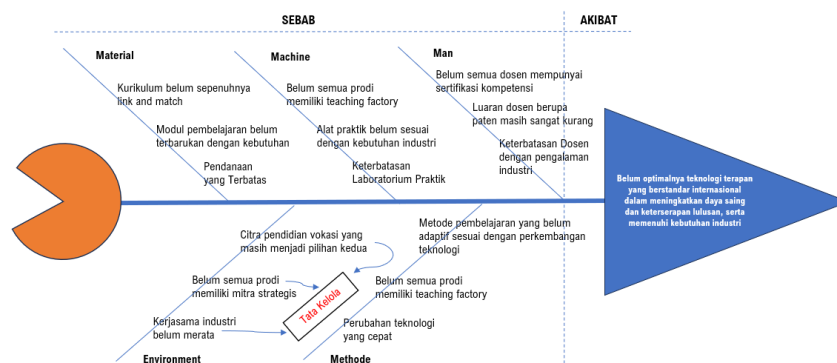 SEBAB
AKIBAT
Material
Machine
Man
Kurikulum belum sepenuhnya
link and match
Modul pembelajaran belum
terbarukan dengan kebutuhan
Pendanaan
yang Terbatas
Belum semua prodi
memiliki teaching factory
Alat praktik belum sesuai
dengan kebutuhan industri
Keterbatasan
Laboratorium Praktik
Belum semua dosen mempunyai
sertifikasi kompetensi
Luaran dosen berupa
paten masih sangat kurang
Keterbatasan Dosen
dengan pengalaman
industri
Belum optimalnya teknologi terapan
yang berstandar internasional
dalam meningkatkan daya saing
dan keterserapan lulusan, serta
memenuhi kebutuhan industri
Citra pendidian vokasi yang
masih menjadi pilihan kedua
Belum semua prodi
memiliki mitra strategis
Kerjasama industri
belum merata
Tata Kelola
Metode pembelajaran yang belum
adaptif sesuai dengan perkembangan
teknologi
Belum semua prodi
memiliki teaching factory
Perubahan teknologi
yang cepat
Environment
Methode